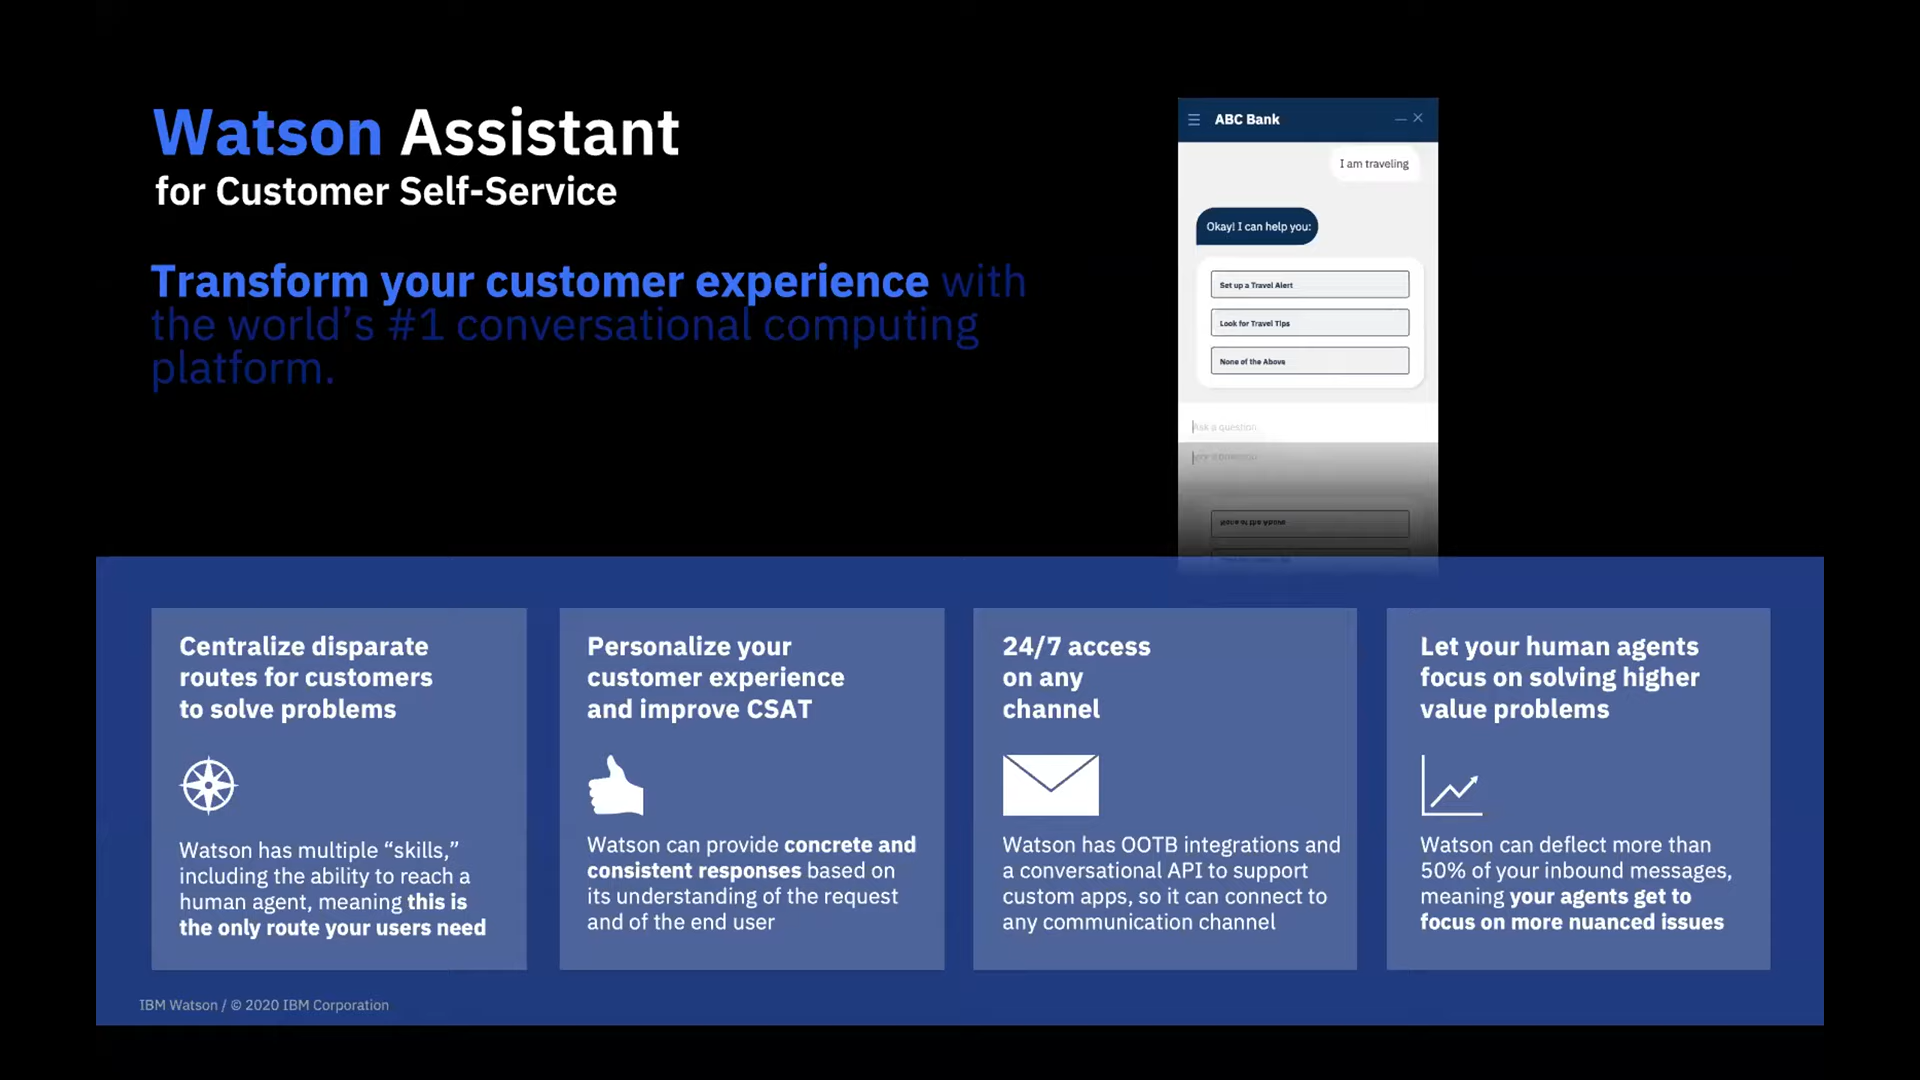 Watson Assistant
for Customer Self-Service
Transform your customer experience with
the world's #1 conversational computing
platform.
ABC Bank
I am traveling
Okay! I can help you:
Set up a Travel Alert
Look for Travel Tips
None of the Above
Ask a question
None of the Above
Centralize disparate
routes for customers
to solve problems
Watson has multiple “skills,”
including the ability to reach a
human agent, meaning this is
the only route your users need
Personalize your
customer experience
and improve CSAT
Watson can provide concrete and
consistent responses based on
its understanding of the request
and of the end user
24/7 access
on any
channel
Watson has OOTB integrations and
a conversational API to support
custom apps, so it can connect to
any communication channel
Let your human agents
focus on solving higher
value problems
Watson can deflect more than
50% of your inbound messages,
meaning your agents get to
focus on more nuanced issues
IBM Watson / © 2020 IBM Corporation